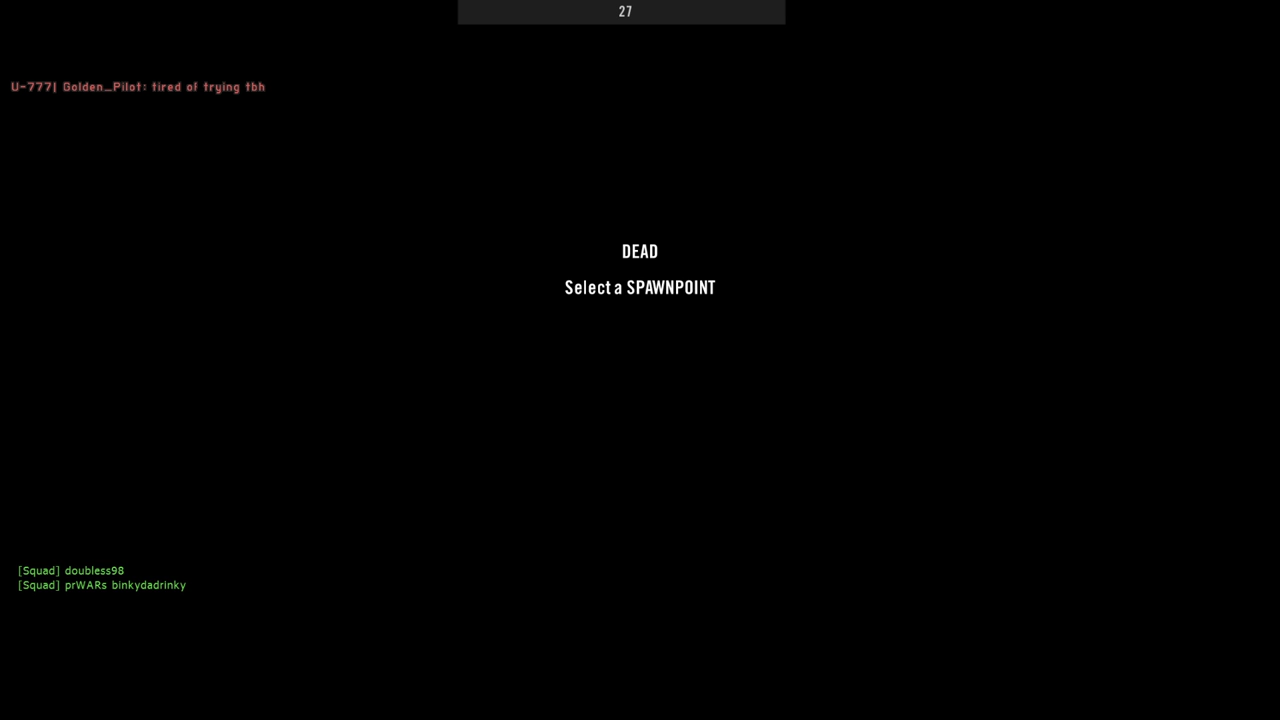 27
U-777| Golden_Pilot: tired of trying tbh
DEAD
Select a SPAWNPOINT
[Squad] doubless98
[Squad] prWARs binkydadrinky